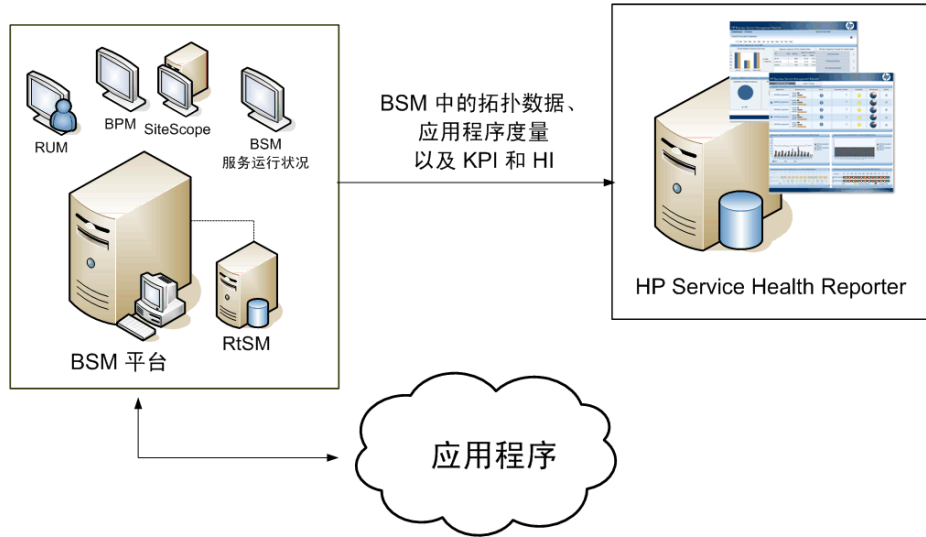 RUM
BPM
SiteScope
BSM
服务运行状况
BSM 平台
RtSM
BSM 中的拓扑数据、
应用程序度量
以及 KPI 和 HI
HP Service Health Reporter
应用程序